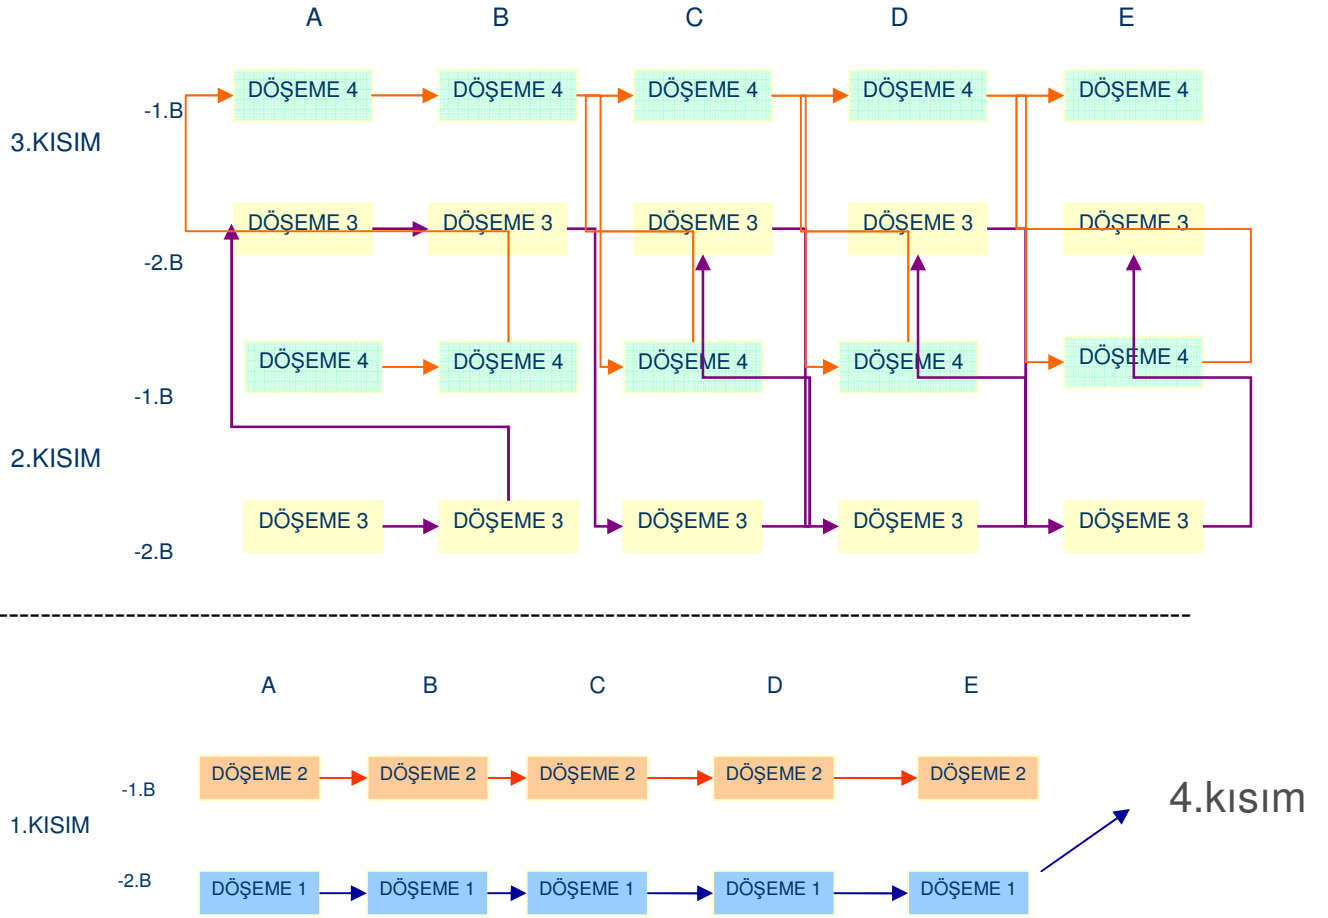 A B C D E
DÖŞEME 4 DÖŞEME 4 DÖŞEME 4 DÖŞEME 4 DÖŞEME 4
-1.B
3.KISIM
DÖŞEME 3 DÖŞEME 3 DÖŞEME 3 DÖŞEME 3 DÖŞEME 3
-2.B
DÖŞEME 4 DÖŞEME 4 DÖŞEME 4 DÖŞEME 4 DÖŞEME 4
-1.B
2.KISIM
DÖŞEME 3 DÖŞEME 3 DÖŞEME 3 DÖŞEME 3 DÖŞEME 3
-2.B
A B C D E
DÖŞEME 2 DÖŞEME 2 DÖŞEME 2 DÖŞEME 2 DÖŞEME 2
-1.B
4.kısım
1.KISIM
-2.B
DÖŞEME 1 DÖŞEME 1 DÖŞEME 1 DÖŞEME 1 DÖŞEME 1